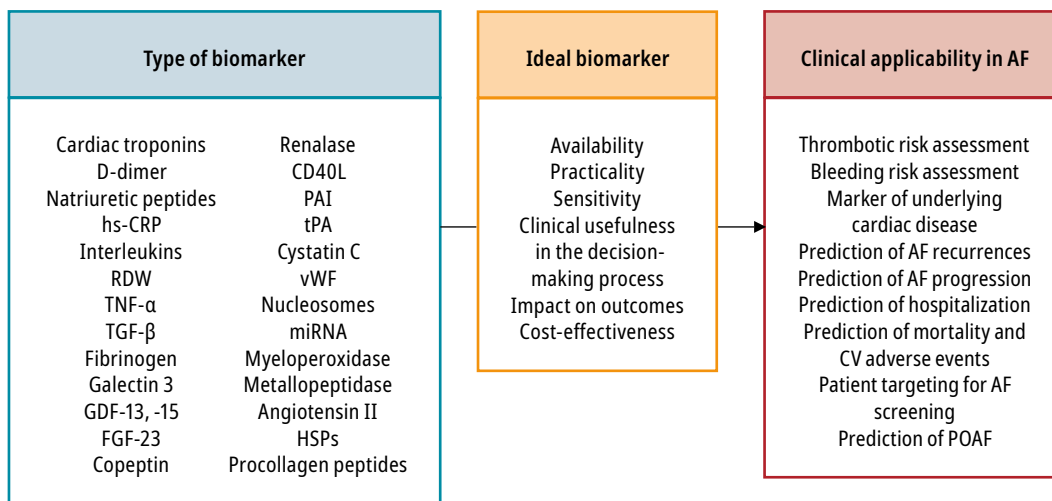 Type of biomarker
Cardiac troponins
D-dimer
Natriuretic peptides
hs-CRP
Interleukins
RDW
TNF-α
TGF-β
Fibrinogen
Galectin 3
GDF-13, -15
FGF-23
Copeptin
Renalase
CD40L
PAI
tPA
Cystatin C
vWF
Nucleosomes
miRNA
Myeloperoxidase
Metallopeptidase
Angiotensin II
HSPs
Procollagen peptides
Ideal biomarker
Availability
Practicality
Sensitivity
Clinical usefulness
in the decision-
making process
Impact on outcomes
Cost-effectiveness
Clinical applicability in AF
Thrombotic risk assessment
Bleeding risk assessment
Marker of underlying
cardiac disease
Prediction of AF recurrences
Prediction of AF progression
Prediction of hospitalization
Prediction of mortality and
CV adverse events
Patient targeting for AF
screening
Prediction of POAF